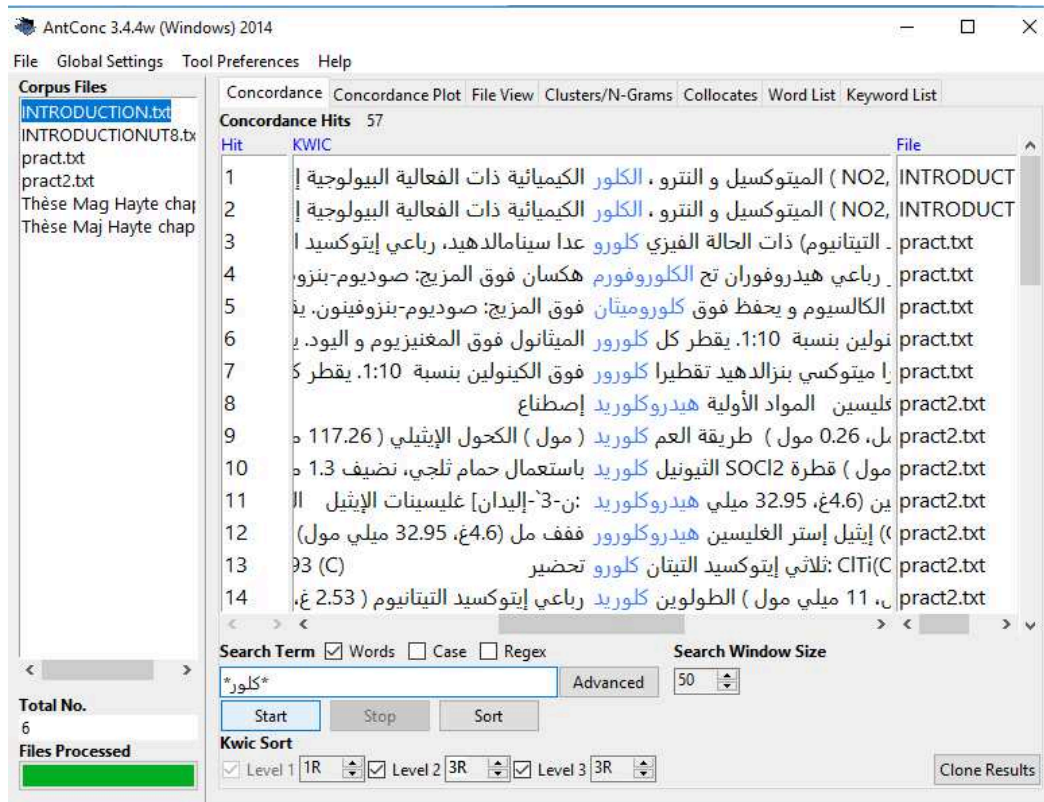 AntConc 3.4.4w (Windows) 2014
File Global Settings Tool Preferences Help
Corpus Files
INTRODUCTION.txt
INTRODUCTIONUT8.tx
pract.txt
pract2.txt
Thèse Mag Hayte chap
Thèse Maj Hayte chap
Total No.
6
Files Processed
Concordance Concordance Plot File View Clusters/N-Grams Collocates Word List Keyword List
Concordance Hits 57
Hit KWIC File
1 الكيميائية ذات الفعالية البيولوجية إ الكلور ، الميتوكسيل و النترو ( NO2, INTRODUCT
2 الكيميائية ذات الفعالية البيولوجية إ الكلور ، الميتوكسيل و النترو ( NO2, INTRODUCT
3 عدا سينامالدهيد، رباعي إيتوكسيد ا كلورو التيتانيوم) ذات الحالة الفيزي pract.txt
4 هكسان فوق المزيج: صوديوم-بنزو الكلوروفورم رباعي هيدروفوران تح pract.txt
5 فوق المزيج: صوديوم-بنزوفينون. يق كلوروميثان الكالسيوم و يحفظ فوق pract.txt
6 الميثانول فوق المغنيزيوم و اليود. ي كلورور نولين بنسبة 1:10. يقطر كل pract.txt
7 فوق الكينولين بنسبة 1:10. يقطر ك كلورور را ميتوكسي بنزالدهيد تقطيرا pract.txt
8 إصطناع هيدروكلوريد غليسين المواد الأولية pract2.txt
9 ( مول ) الكحول الإيثيلي ( 117.26 م كلوريد مل، 0.26 مول ) طريقة العم pract2.txt
10 باستعمال حمام ثلجي، نضيف 1.3 م كلوريد مول ) قطرة SOCl2 الثيونيل pract2.txt
11 :ن-3`-إليدان] غليسينات الإيثيل ال هيدروكلوريد ين (4.6غ، 32.95 ميلي pract2.txt
12 ففف مل (4.6غ، 32.95 ميلي مول) هيدروكلورور إيثيل إستر الغليسين pract2.txt
13 93 (C) تحضير كلورو ثلاثي إيتوكسيد التيتان: ClTi(C pract2.txt
14 رباعي إيتوكسيد التيتانيوم ( 2.53 غ، كلوريد ل، 11 ميلي مول ) الطولوين pract2.txt
Search Term Words Case Regex Search Window Size
*كلور* Advanced 50
Start Stop Sort
Kwic Sort
Level 1 1R Level 2 3R Level 3 3R Clone Results